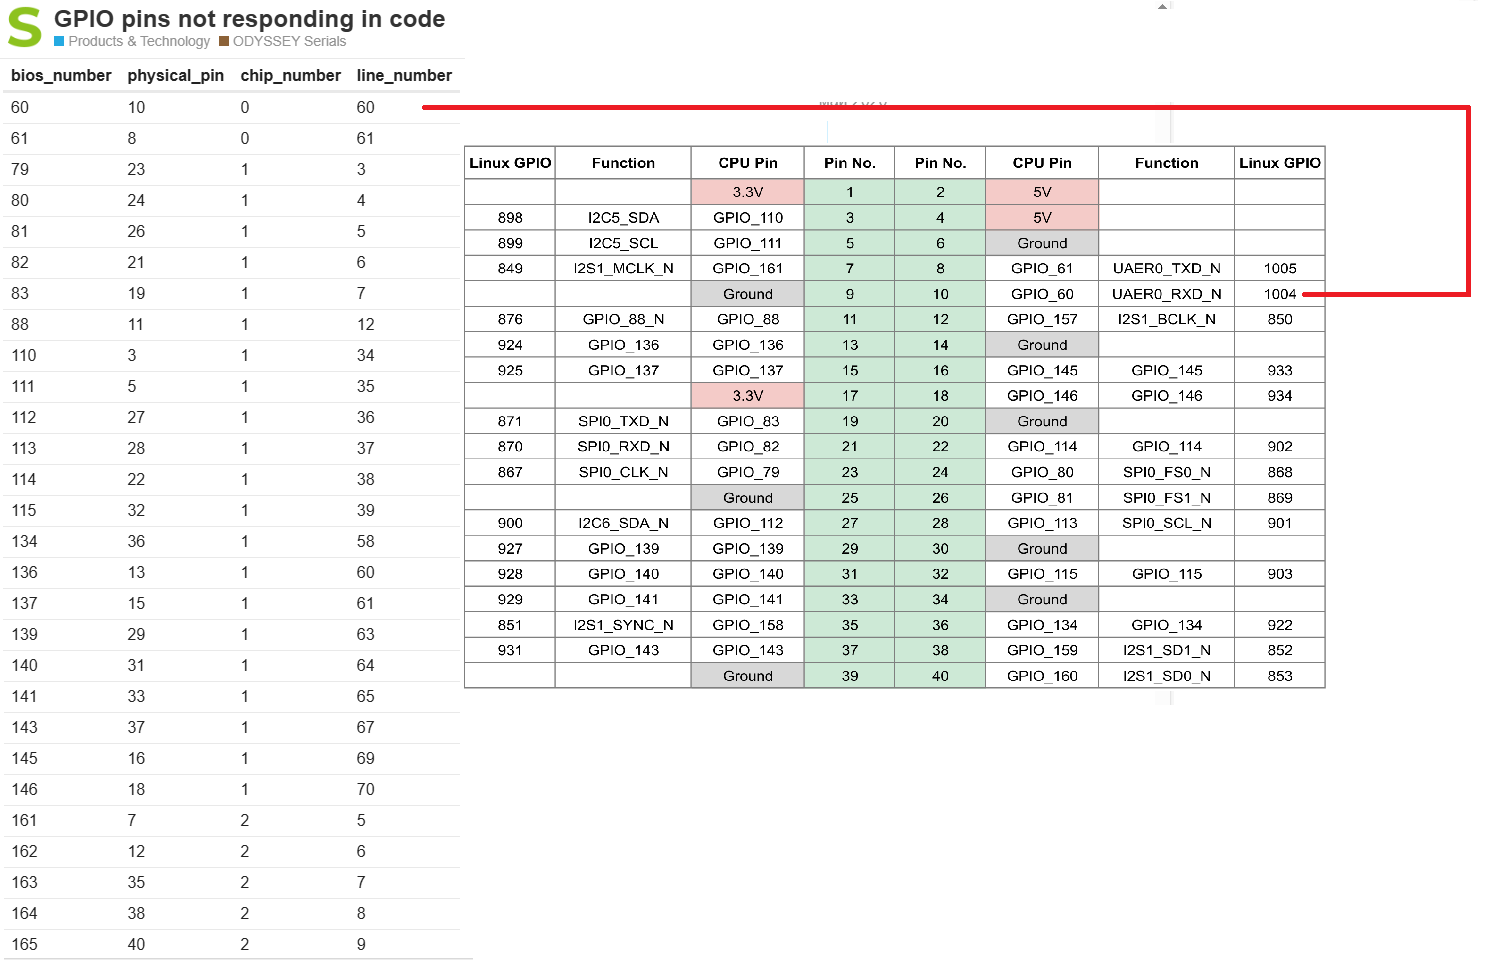 GPIO pins not responding in code
Products & Technology ODYSSEY Serials
bios_number physical_pin chip_number line_number
60 10 0 60
61 8 0 61
79 23 1 3
80 24 1 4
81 26 1 5
82 21 1 6
83 19 1 7
88 11 1 12
110 3 1 34
111 5 1 35
112 27 1 36
113 28 1 37
114 22 1 38
115 32 1 39
134 36 1 58
136 13 1 60
137 15 1 61
139 29 1 63
140 31 1 64
141 33 1 65
143 37 1 67
145 16 1 69
146 18 1 70
161 7 2 5
162 12 2 6
163 35 2 7
164 38 2 8
165 40 2 9
Linux GPIO Function CPU Pin Pin No. Pin No. CPU Pin Function Linux GPIO
3.3V 1 2 5V
898 I2C5_SDA GPIO_110 3 4 5V
899 I2C5_SCL GPIO_111 5 6 Ground
849 I2S1_MCLK_N GPIO_161 7 8 GPIO_61 UAER0_TXD_N 1005
Ground 9 10 GPIO_60 UAER0_RXD_N 1004
876 GPIO_88_N GPIO_88 11 12 GPIO_157 I2S1_BCLK_N 850
924 GPIO_136 GPIO_136 13 14 Ground
925 GPIO_137 GPIO_137 15 16 GPIO_145 GPIO_145 933
3.3V 17 18 GPIO_146 GPIO_146 934
871 SPI0_TXD_N GPIO_83 19 20 Ground
870 SPI0_RXD_N GPIO_82 21 22 GPIO_114 GPIO_114 902
867 SPI0_CLK_N GPIO_79 23 24 GPIO_80 SPI0_FS0_N 868
Ground 25 26 GPIO_81 SPI0_FS1_N 869
900 I2C6_SDA_N GPIO_112 27 28 GPIO_113 SPI0_SCL_N 901
927 GPIO_139 GPIO_139 29 30 Ground
928 GPIO_140 GPIO_140 31 32 GPIO_115 GPIO_115 903
929 GPIO_141 GPIO_141 33 34 Ground
851 I2S1_SYNC_N GPIO_158 35 36 GPIO_134 GPIO_134 922
931 GPIO_143 GPIO_143 37 38 GPIO_159 I2S1_SD1_N 852
Ground 39 40 GPIO_160 I2S1_SD0_N 853